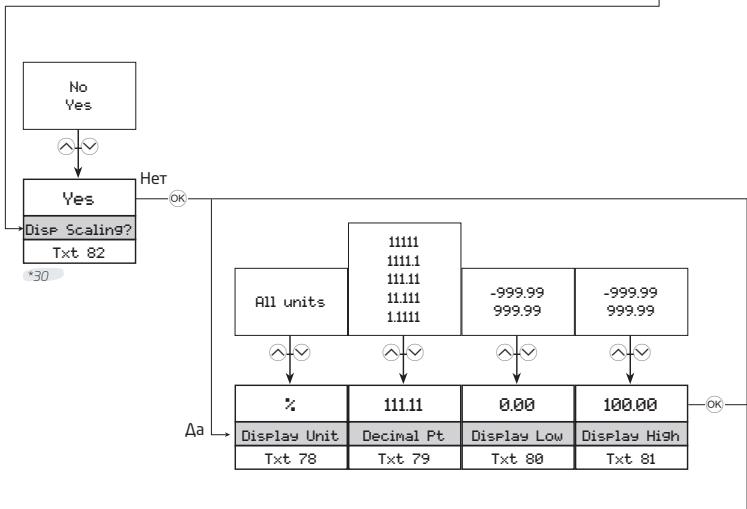 No
Yes
Yes
Нет
OK
Disp Scaling?
Txt 82
*30
All units
11111
1111.1
111.11
11.111
1.1111
-999.99
999.99
-999.99
999.99
Да
%
111.11
0.00
100.00
OK
Display Unit
Decimal Pt
Display Low
Display High
Txt 78
Txt 79
Txt 80
Txt 81